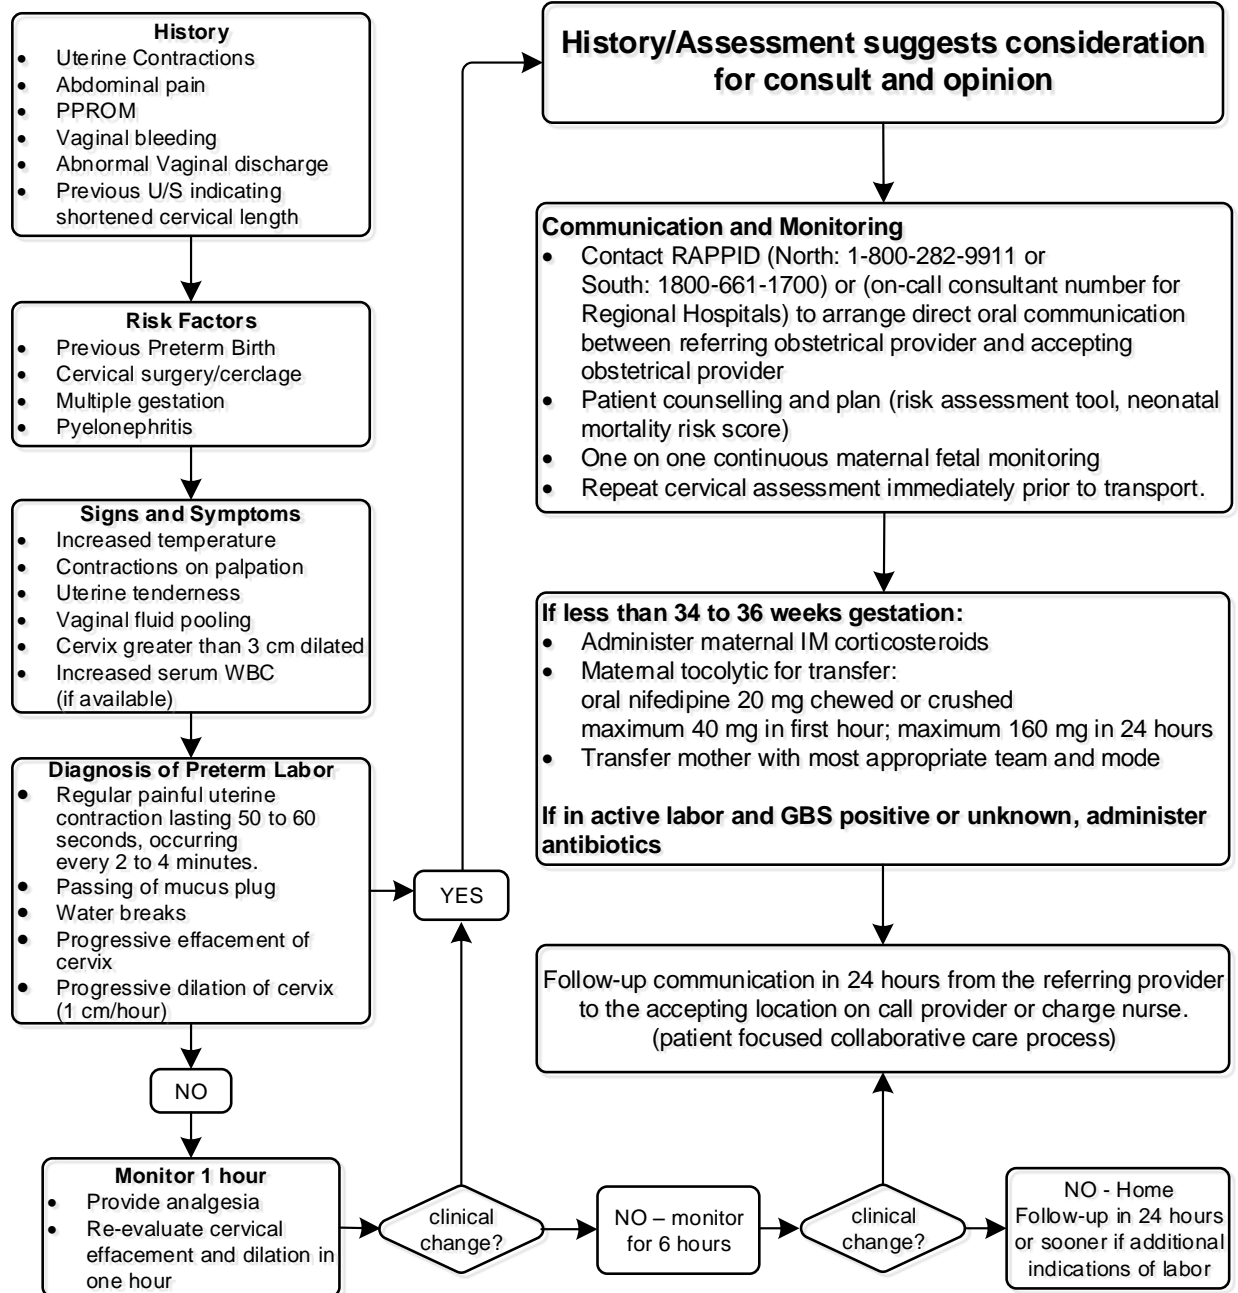 History
• Uterine Contractions
• Abdominal pain
• PPROM
• Vaginal bleeding
• Abnormal Vaginal discharge
• Previous U/S indicating
shortened cervical length
Risk Factors
• Previous Preterm Birth
• Cervical surgery/cerclage
• Multiple gestation
• Pyelonephritis
Signs and Symptoms
• Increased temperature
• Contractions on palpation
• Uterine tenderness
• Vaginal fluid pooling
• Cervix greater than 3 cm dilated
• Increased serum WBC
(if available)
Diagnosis of Preterm Labor
• Regular painful uterine
contraction lasting 50 to 60
seconds, occurring
every 2 to 4 minutes.
• Passing of mucus plug
• Water breaks
• Progressive effacement of
cervix
• Progressive dilation of cervix
(1 cm/hour)
YES
NO
Monitor 1 hour
• Provide analgesia
• Re-evaluate cervical
effacement and dilation in
one hour
clinical
change?
NO – monitor
for 6 hours
clinical
change?
NO - Home
Follow-up in 24 hours
or sooner if additional
indications of labor
History/Assessment suggests consideration
for consult and opinion
Communication and Monitoring
• Contact RAPPID (North: 1-800-282-9911 or
South: 1800-661-1700) or (on-call consultant number for
Regional Hospitals) to arrange direct oral communication
between referring obstetrical provider and accepting
obstetrical provider
• Patient counselling and plan (risk assessment tool, neonatal
mortality risk score)
• One on one continuous maternal fetal monitoring
• Repeat cervical assessment immediately prior to transport.
If less than 34 to 36 weeks gestation:
• Administer maternal IM corticosteroids
• Maternal tocolytic for transfer:
oral nifedipine 20 mg chewed or crushed
maximum 40 mg in first hour; maximum 160 mg in 24 hours
• Transfer mother with most appropriate team and mode
If in active labor and GBS positive or unknown, administer
antibiotics
Follow-up communication in 24 hours from the referring provider
to the accepting location on call provider or charge nurse.
(patient focused collaborative care process)